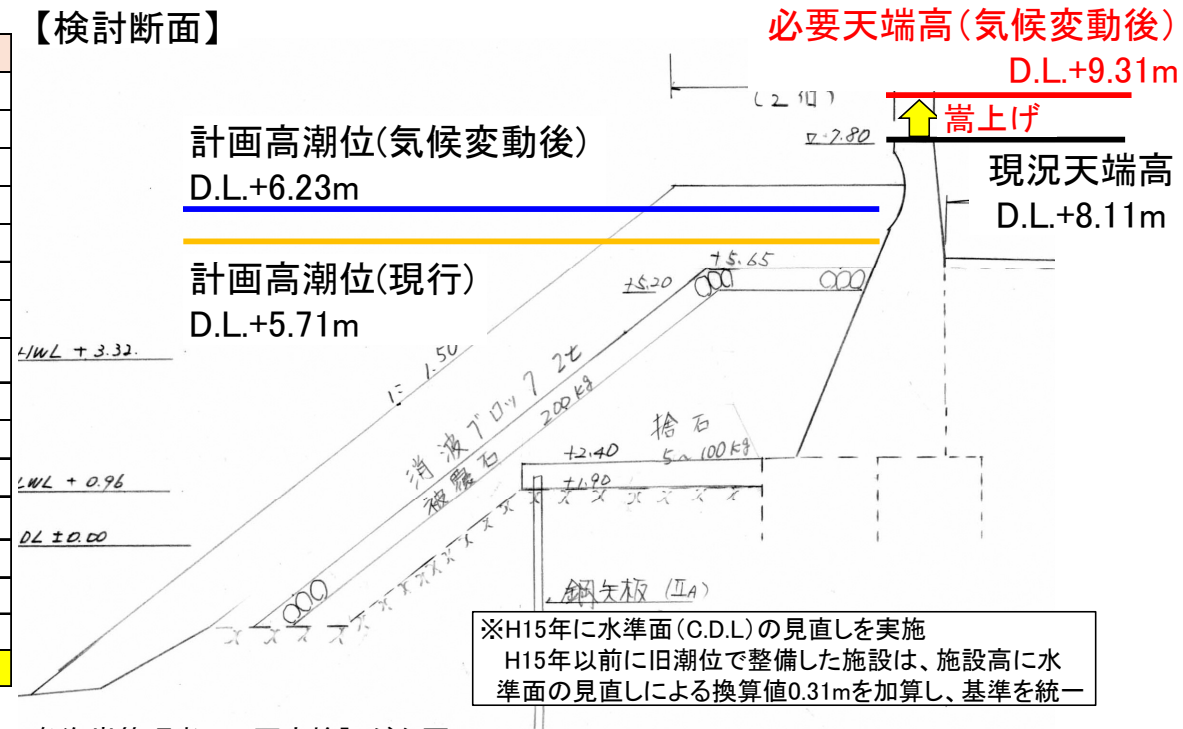 【検討断面】
必要天端高(気候変動後)
D.L.+9.31m
(2個)
嵩上げ
▽7.80
計画高潮位(気候変動後)
D.L.+6.23m
現況天端高
D.L.+8.11m
計画高潮位(現行)
D.L.+5.71m
+5.65
+5.20
HWL +3.32.
1:1.50
消波ブロック 2t
被覆石 200kg
捨石
5~100kg
+2.40
+1.90
LWL +0.96
DL ±0.00
鋼矢板 (ⅡA)
※H15年に水準面(C.D.L)の見直しを実施
H15年以前に旧潮位で整備した施設は、施設高に水
準面の見直しによる換算値0.31mを加算し、基準を統一